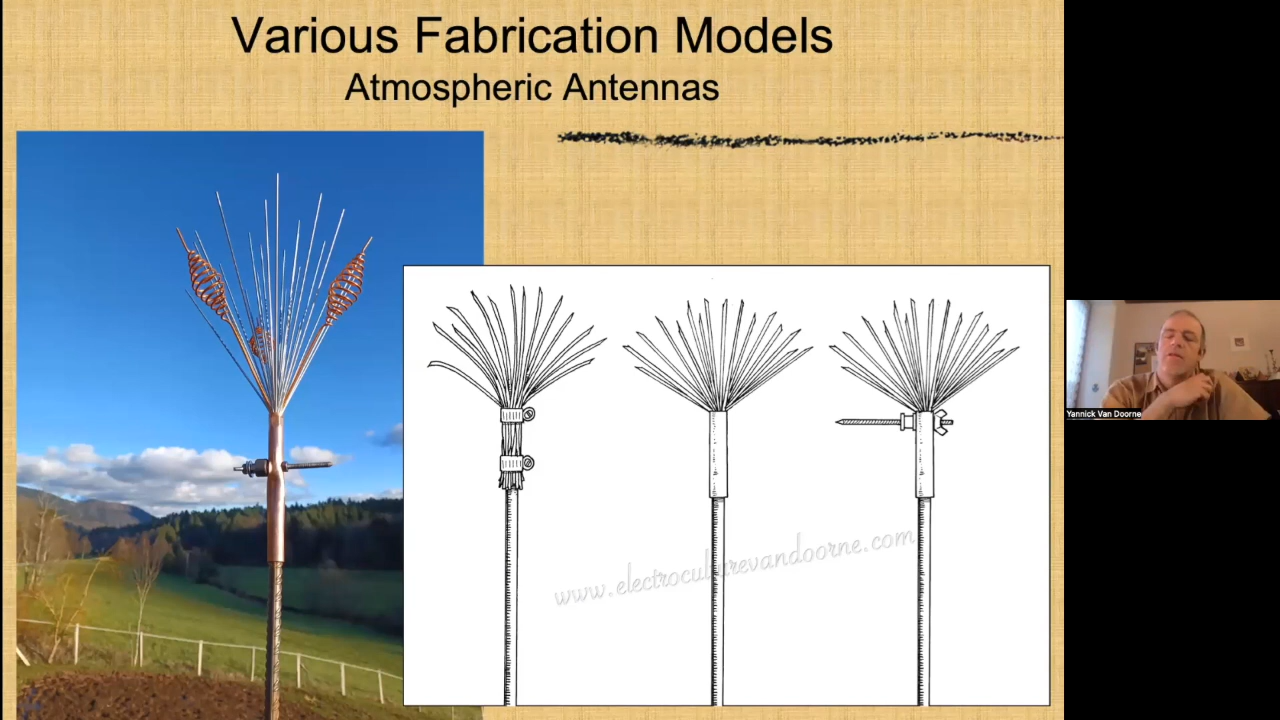 Various Fabrication Models
Atmospheric Antennas
www.electroculturevandoorne.com
Yannick Van Doorne